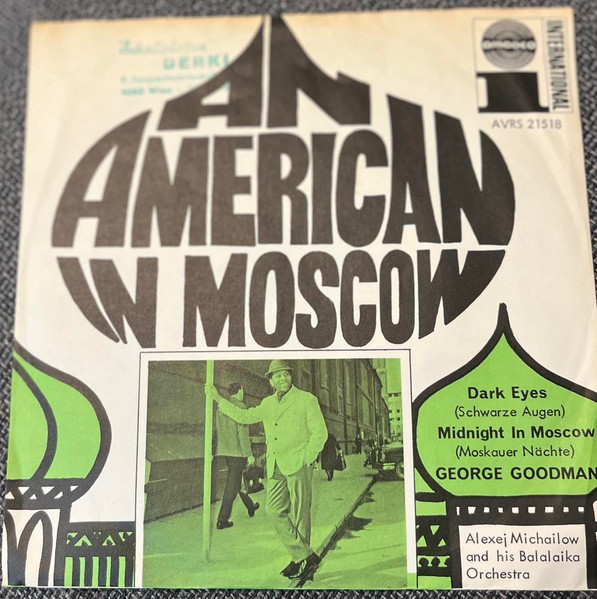 BERKL
AN
AMERICAN
IN MOSCOW
INTERNATIONAL
AVRS 21518
Dark Eyes
(Schwarze Augen)
Midnight In Moscow
(Moskauer Nächte)
GEORGE GOODMAN
Alexej Michailow
and his Balalaika
Orchestra